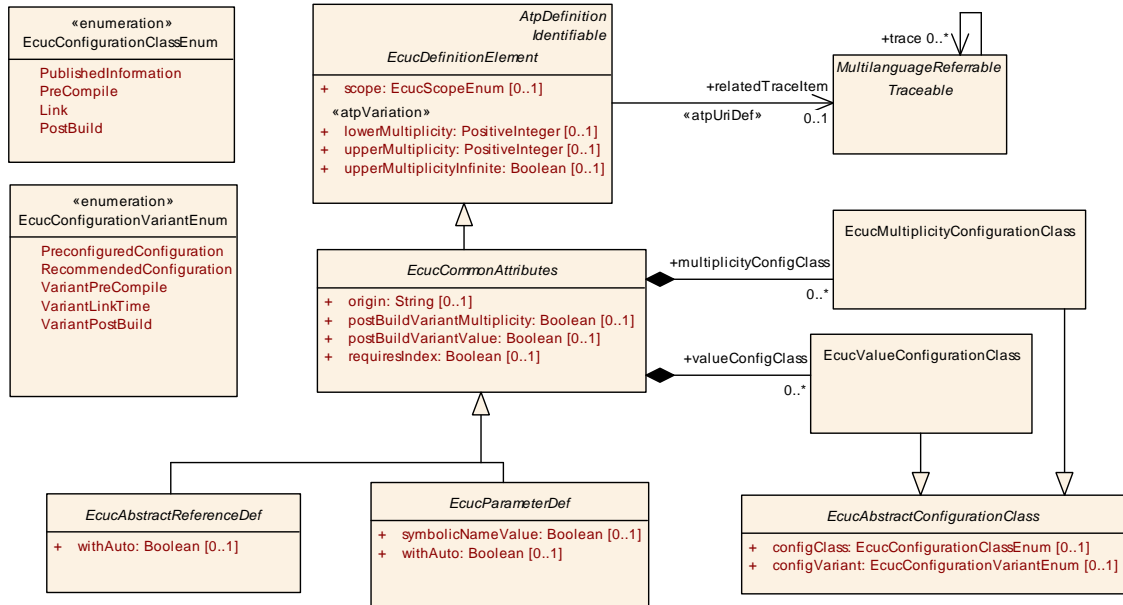 «enumeration»
EcucConfigurationClassEnum
PublishedInformation
PreCompile
Link
PostBuild
«enumeration»
EcucConfigurationVariantEnum
PreconfiguredConfiguration
RecommendedConfiguration
VariantPreCompile
VariantLinkTime
VariantPostBuild
AtpDefinition
Identifiable
EcucDefinitionElement
+ scope: EcucScopeEnum [0..1]
«atpVariation»
+ lowerMultiplicity: PositiveInteger [0..1]
+ upperMultiplicity: PositiveInteger [0..1]
+ upperMultiplicityInfinite: Boolean [0..1]
+relatedTraceItem
«atpUriDef»
0..1
+trace 0..*
MultilanguageReferrable
Traceable
EcucCommonAttributes
+ origin: String [0..1]
+ postBuildVariantMultiplicity: Boolean [0..1]
+ postBuildVariantValue: Boolean [0..1]
+ requiresIndex: Boolean [0..1]
+multiplicityConfigClass
0..*
EcucMultiplicityConfigurationClass
+valueConfigClass
0..*
EcucValueConfigurationClass
EcucAbstractReferenceDef
+ withAuto: Boolean [0..1]
EcucParameterDef
+ symbolicNameValue: Boolean [0..1]
+ withAuto: Boolean [0..1]
EcucAbstractConfigurationClass
+ configClass: EcucConfigurationClassEnum [0..1]
+ configVariant: EcucConfigurationVariantEnum [0..1]